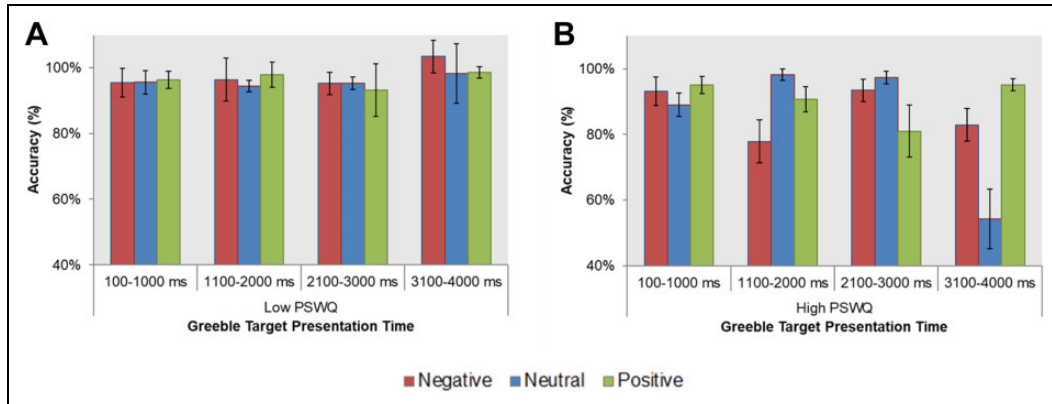 A
Accuracy (%)
100%
80%
60%
40%
100-1000 ms 1100-2000 ms 2100-3000 ms 3100-4000 ms
Low PSWQ
Greeble Target Presentation Time
B
Accuracy (%)
100%
80%
60%
40%
100-1000 ms 1100-2000 ms 2100-3000 ms 3100-4000 ms
High PSWQ
Greeble Target Presentation Time
Negative Neutral Positive